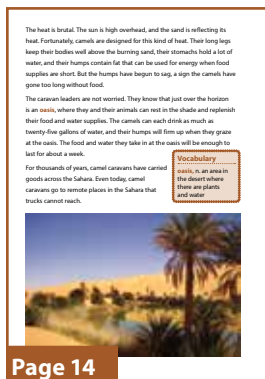 The heat is brutal. The sun is high overhead, and the sand is reflecting its
heat. Fortunately, camels are designed for this kind of heat. Their long legs
keep their bodies well above the burning sand, their stomachs hold a lot of
water, and their humps contain fat that can be used for energy when food
supplies are short. But the humps have begun to sag, a sign the camels have
gone too long without food.
The caravan leaders are not worried. They know that just over the horizon
is an oasis, where they and their animals can rest in the shade and replenish
their food and water supplies. The camels can each drink as much as
twenty-five gallons of water, and their humps will firm up when they graze
at the oasis. The food and water they take in at the oasis will be enough to
last for about a week.
For thousands of years, camel caravans have carried
goods across the Sahara. Even today, camel
caravans go to remote places in the Sahara that
trucks cannot reach.
Vocabulary
oasis, n. an area in
the desert where
there are plants
and water
Page 14